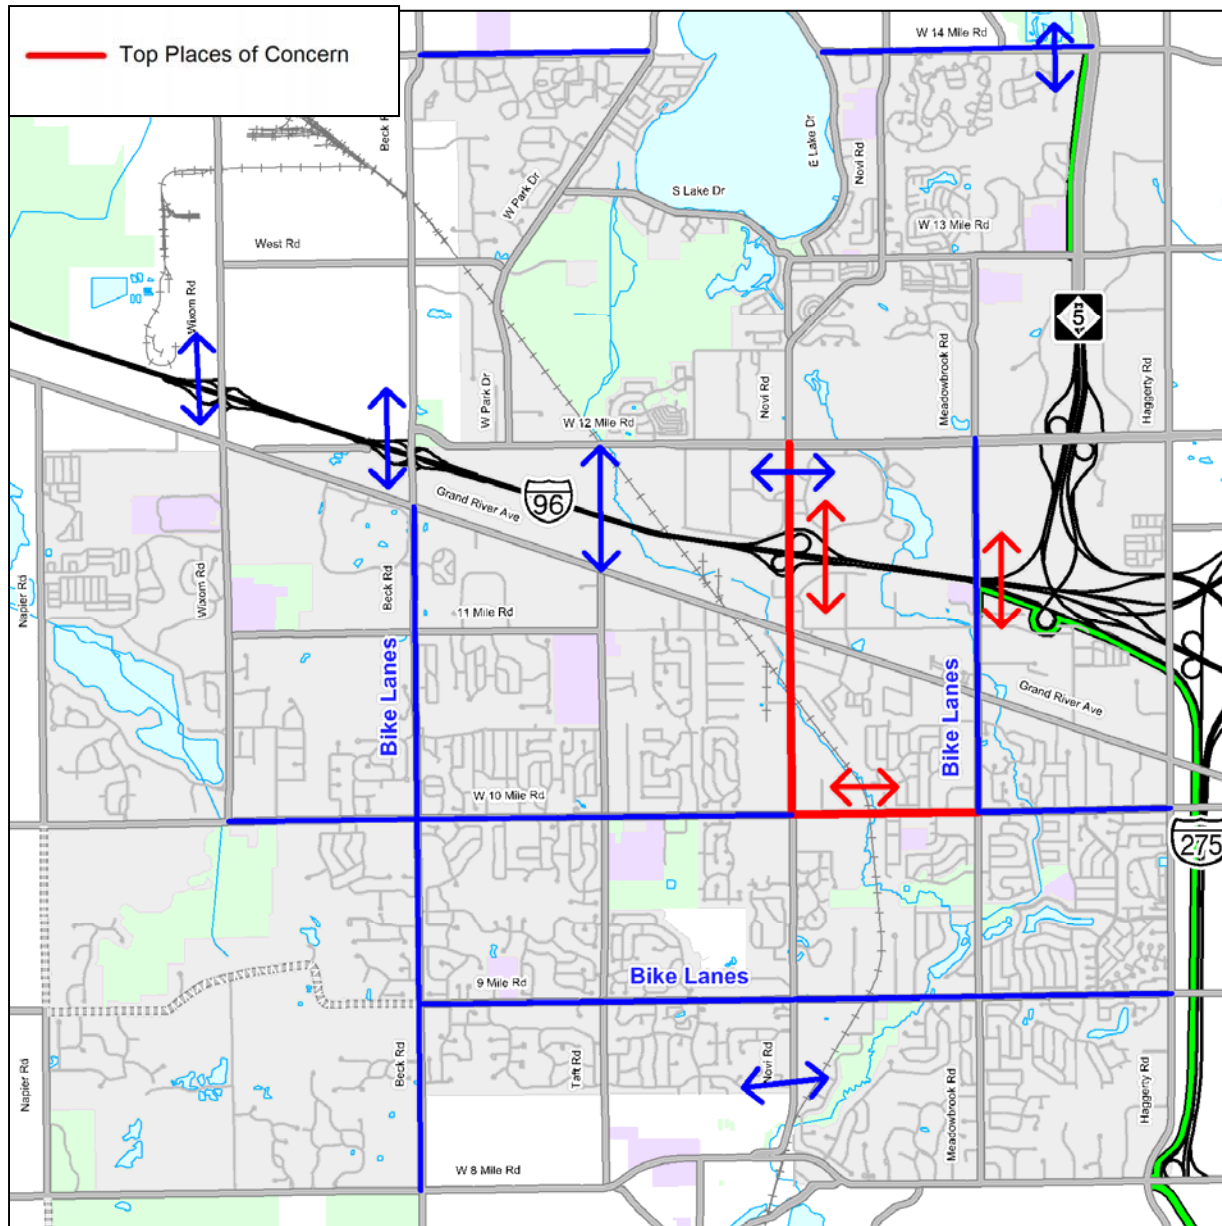 Top Places of Concern
W 14 Mile Rd
Beck R
E Lake Dr
Novi Rd
W Park Dr
S Lake Dr
W 13 Mile Rd
West Rd
Wixom Rd
M
5
Meadowbrook Rd
Haggerty Rd
W Park Dr
Novi Rd
W 12 Mile Rd
Grand River Ave
96
Napier Rd
Wixom Rd
Beck Rd
11 Mile Rd
Bike Lanes
Bike Lanes
Grand River Ave
W 10 Mile Rd
275
Bike Lanes
9 Mile Rd
Napier Rd
Beck Rd
Taft Rd
Novi Rd
Meadowbrook Rd
Haggerty Rd
W 8 Mile Rd